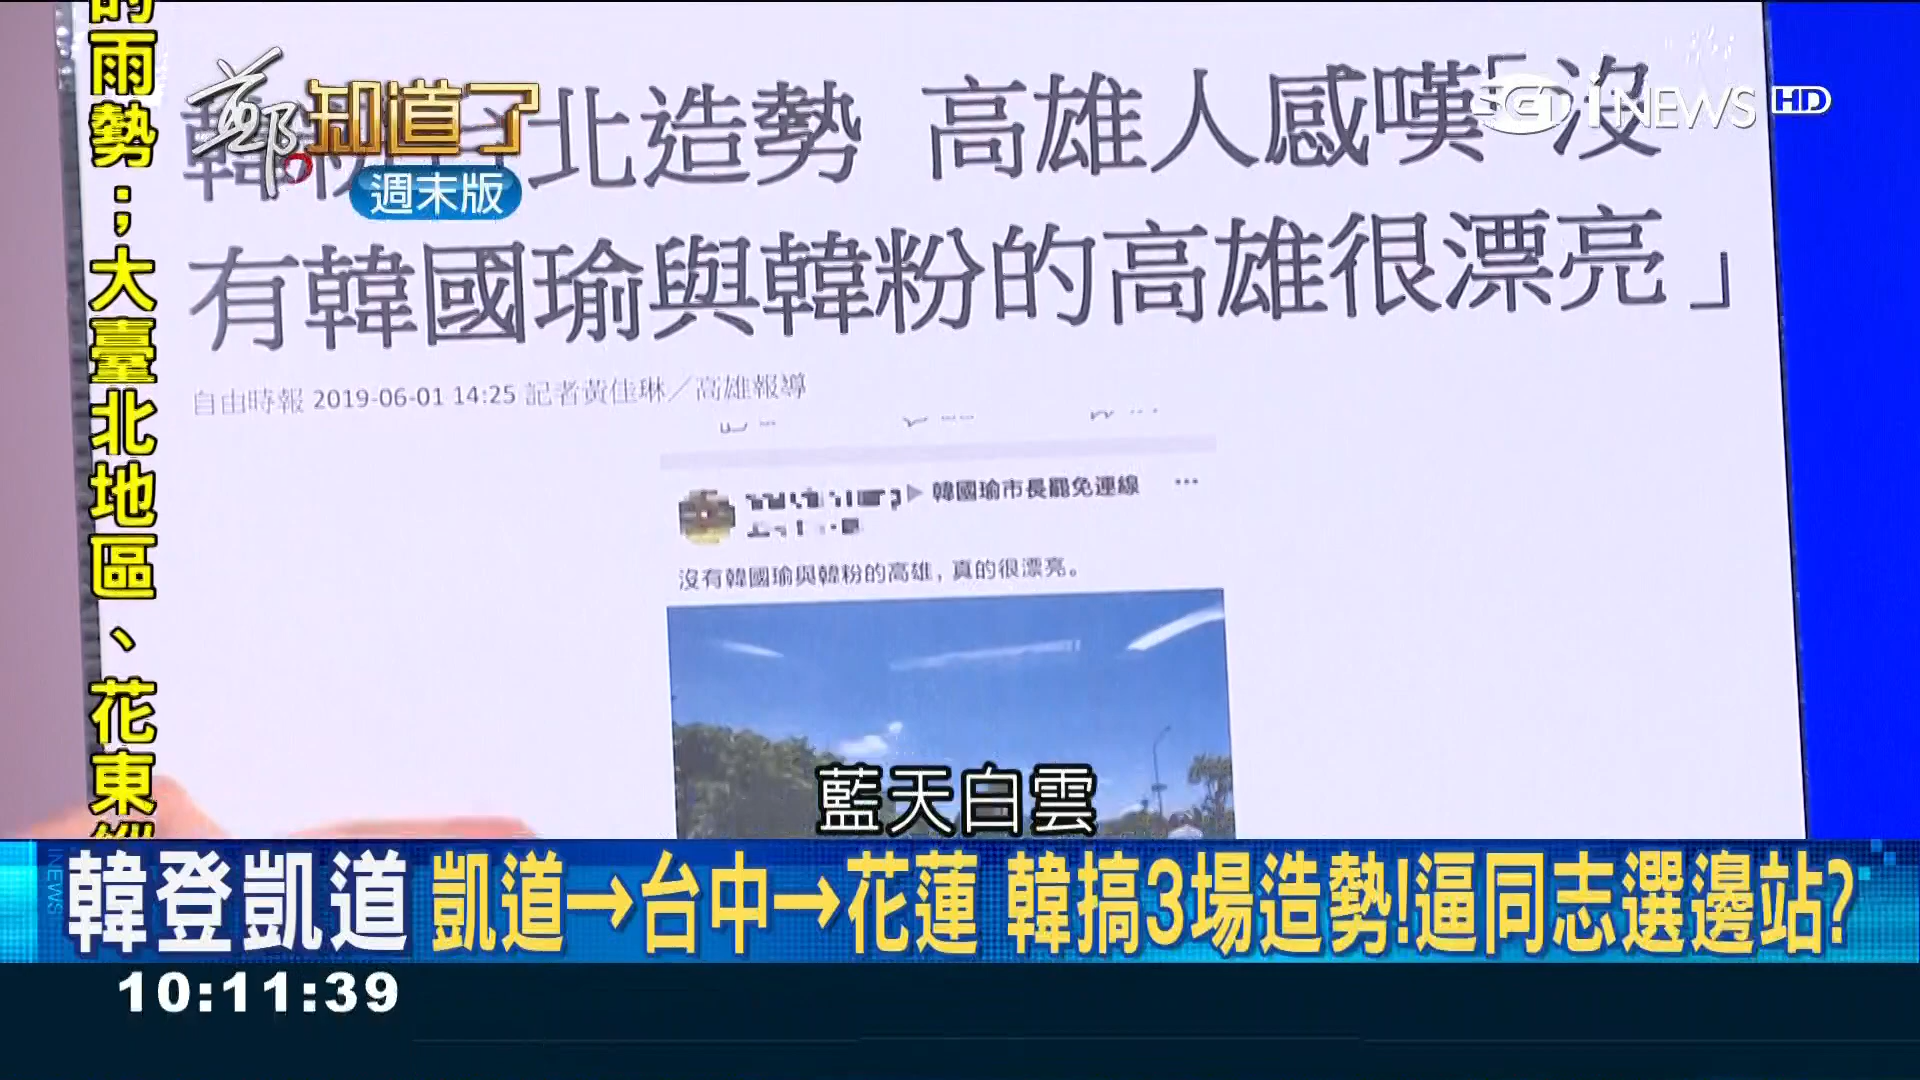 的雨勢；大臺北地區、花東縱
鄭知道了
週末版
iNEWS HD
北造勢 高雄人感嘆「沒
有韓國瑜與韓粉的高雄很漂亮」
自由時報 2019-06-01 14:25 記者黃佳琳／高雄報導
韓國瑜市長罷免連線 ...
沒有韓國瑜與韓粉的高雄，真的很漂亮。
藍天白雲
INEWS
韓登凱道 凱道→台中→花蓮 韓搞3場造勢!逼同志選邊站?
10:11:39